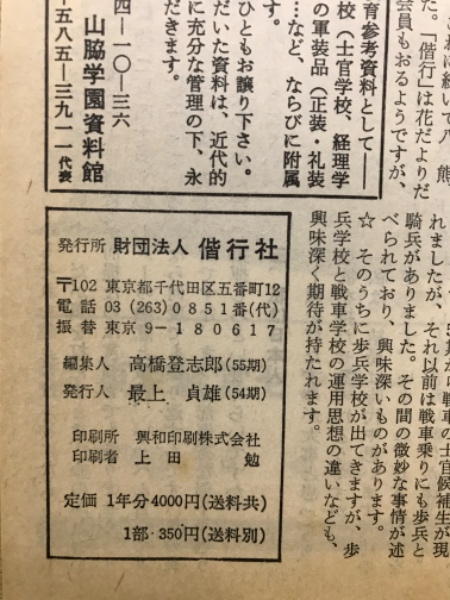 れましたが、それ以前は戦車乗りにも歩兵と
騎兵がありました。その間の微妙な事情が述
べられており、興味深いものがあります。
☆　そのうちに歩兵学校が出てきますが、歩
兵学校と戦車学校の運用思想の違いなども、
興味深く期待が持たれます。
た。「偕行」は花だよりだ
会員もおるようですが、
育参考資料として――
校（士官学校、経理学
の軍装品（正装・礼装
…など、ならびに附属
す。
ひともお譲り下さい。
だいた資料は、近代的
に充分な管理の下、永
だきます。
四―一〇―三六
山脇学園資料館
―五八五―三九一一代表
発行所 財団法人 偕行社
〒102 東京都千代田区五番町12
電話 03 (263) 0851番(代)
振替 東京 9-180617
編集人 高橋登志郎(55期)
発行人 最上 貞雄(54期)
印刷所 興和印刷株式会社
印刷者 上田 勉
定価 1年分4000円(送料共)
1部・350円(送料別)